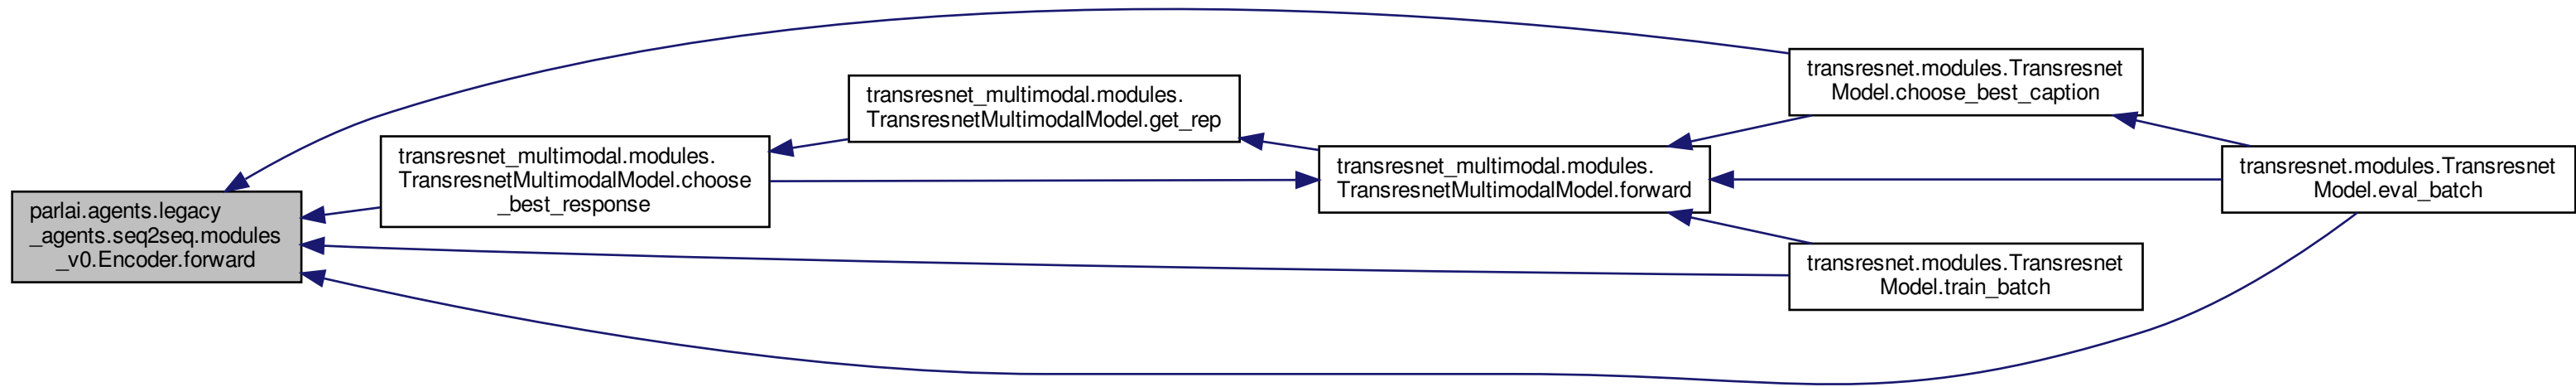 parlai.agents.legacy
_agents.seq2seq.modules
_v0.Encoder.forward
transresnet_multimodal.modules.
TransresnetMultimodalModel.choose
_best_response
transresnet_multimodal.modules.
TransresnetMultimodalModel.get_rep
transresnet_multimodal.modules.
TransresnetMultimodalModel.forward
transresnet.modules.Transresnet
Model.choose_best_caption
transresnet.modules.Transresnet
Model.eval_batch
transresnet.modules.Transresnet
Model.train_batch